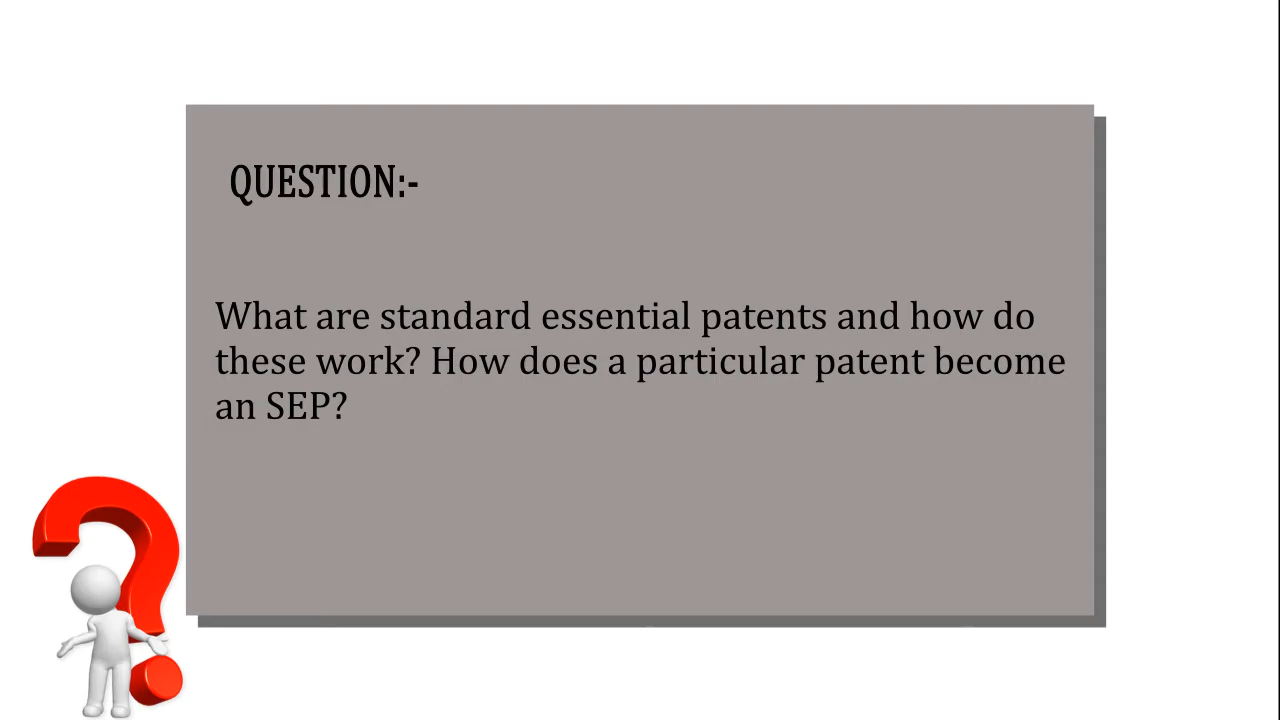 QUESTION:-
What are standard essential patents and how do
these work? How does a particular patent become
an SEP?